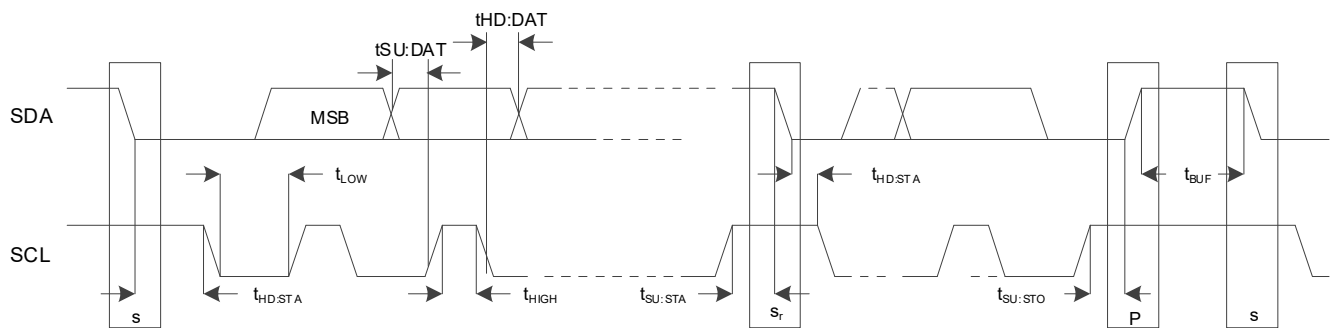 tHD:DAT
tSU:DAT
SDA
MSB
tLOW
tHD:STA
tBUF
SCL
tHD:STA
tHIGH
tSU:STA
tSU:STO
s
sr
P
s